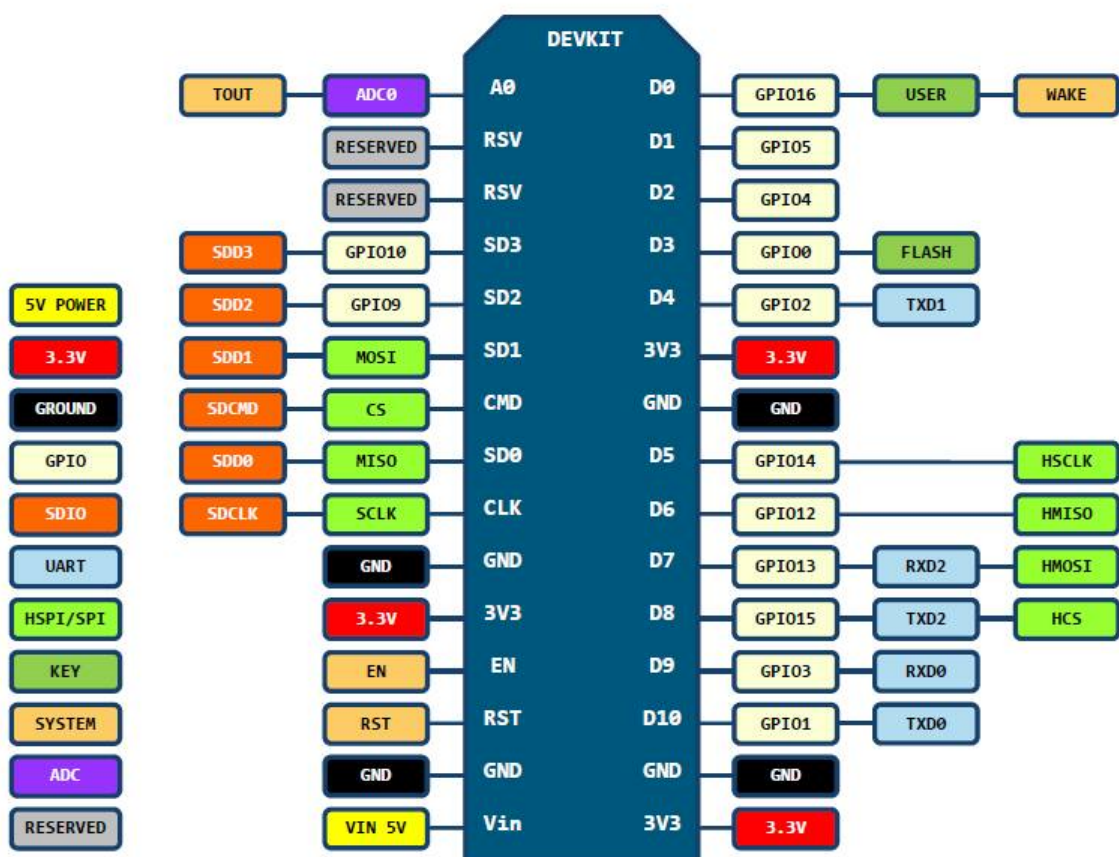 DEVKIT
TOUT ADC0 A0 D0 GPIO16 USER WAKE
RESERVED RSV D1 GPIO5
RESERVED RSV D2 GPIO4
SDD3 GPIO10 SD3 D3 GPIO0 FLASH
5V POWER SDD2 GPIO9 SD2 D4 GPIO2 TXD1
3.3V SDD1 MOSI SD1 3V3 3.3V
GROUND SDCMD CS CMD GND GND
GPIO SDD0 MISO SD0 D5 GPIO14 HSCLK
SDIO SDCLK SCLK CLK D6 GPIO12 HMISO
UART GND GND D7 GPIO13 RXD2 HMOSI
HSPI/SPI 3.3V 3V3 D8 GPIO15 TXD2 HCS
KEY EN EN D9 GPIO3 RXD0
SYSTEM RST RST D10 GPIO1 TXD0
ADC GND GND GND GND
RESERVED VIN 5V Vin 3V3 3.3V